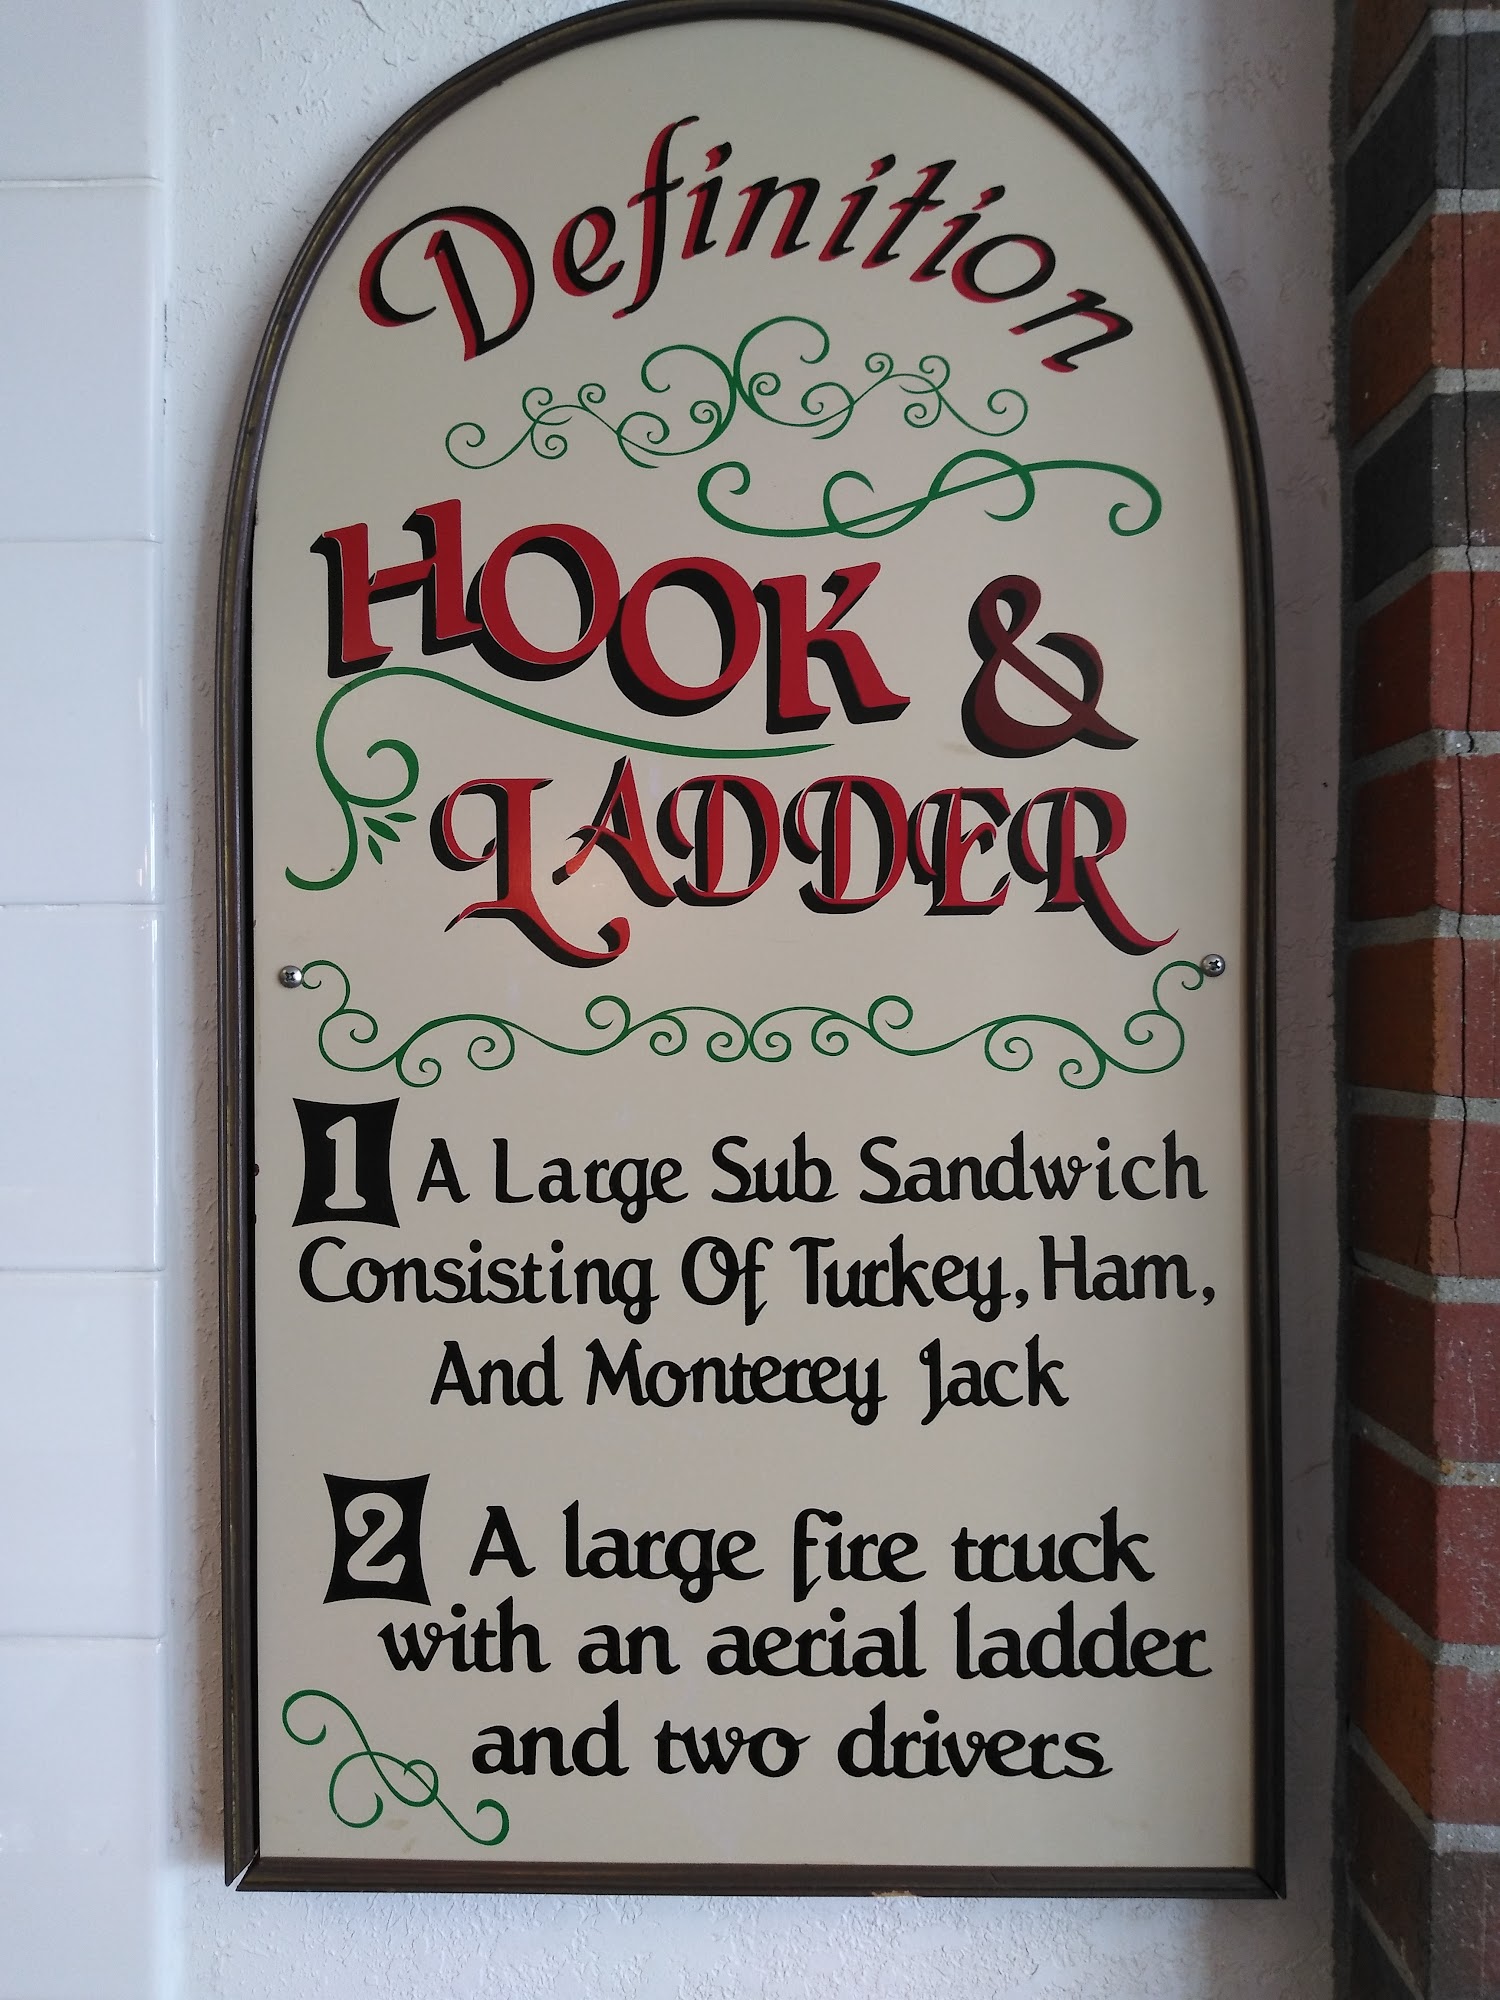 Definition
HOOK &
LADDER
1 A Large Sub Sandwich
Consisting Of Turkey, Ham,
And Monterey Jack
2 A large fire truck
with an aerial ladder
and two drivers